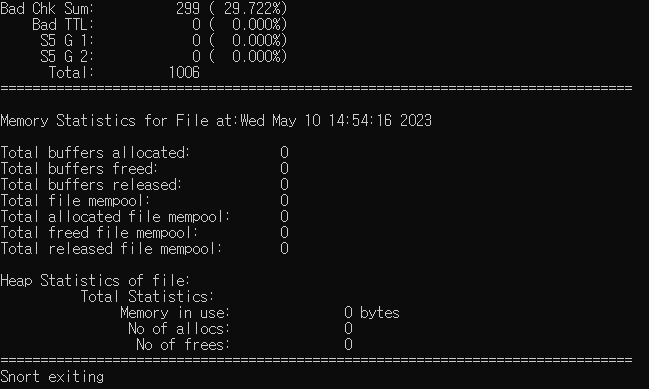 Bad Chk Sum:          299 ( 29.722%)
    Bad TTL:            0 (  0.000%)
     S5 G 1:            0 (  0.000%)
     S5 G 2:            0 (  0.000%)
      Total:         1006
===============================================================================
Memory Statistics for File at:Wed May 10 14:54:16 2023
Total buffers allocated:           0
Total buffers freed:               0
Total buffers released:            0
Total file mempool:                0
Total allocated file mempool:      0
Total freed file mempool:          0
Total released file mempool:       0
Heap Statistics of file:
          Total Statistics:
               Memory in use:              0 bytes
                No of allocs:              0
                 No of frees:              0
===============================================================================
Snort exiting